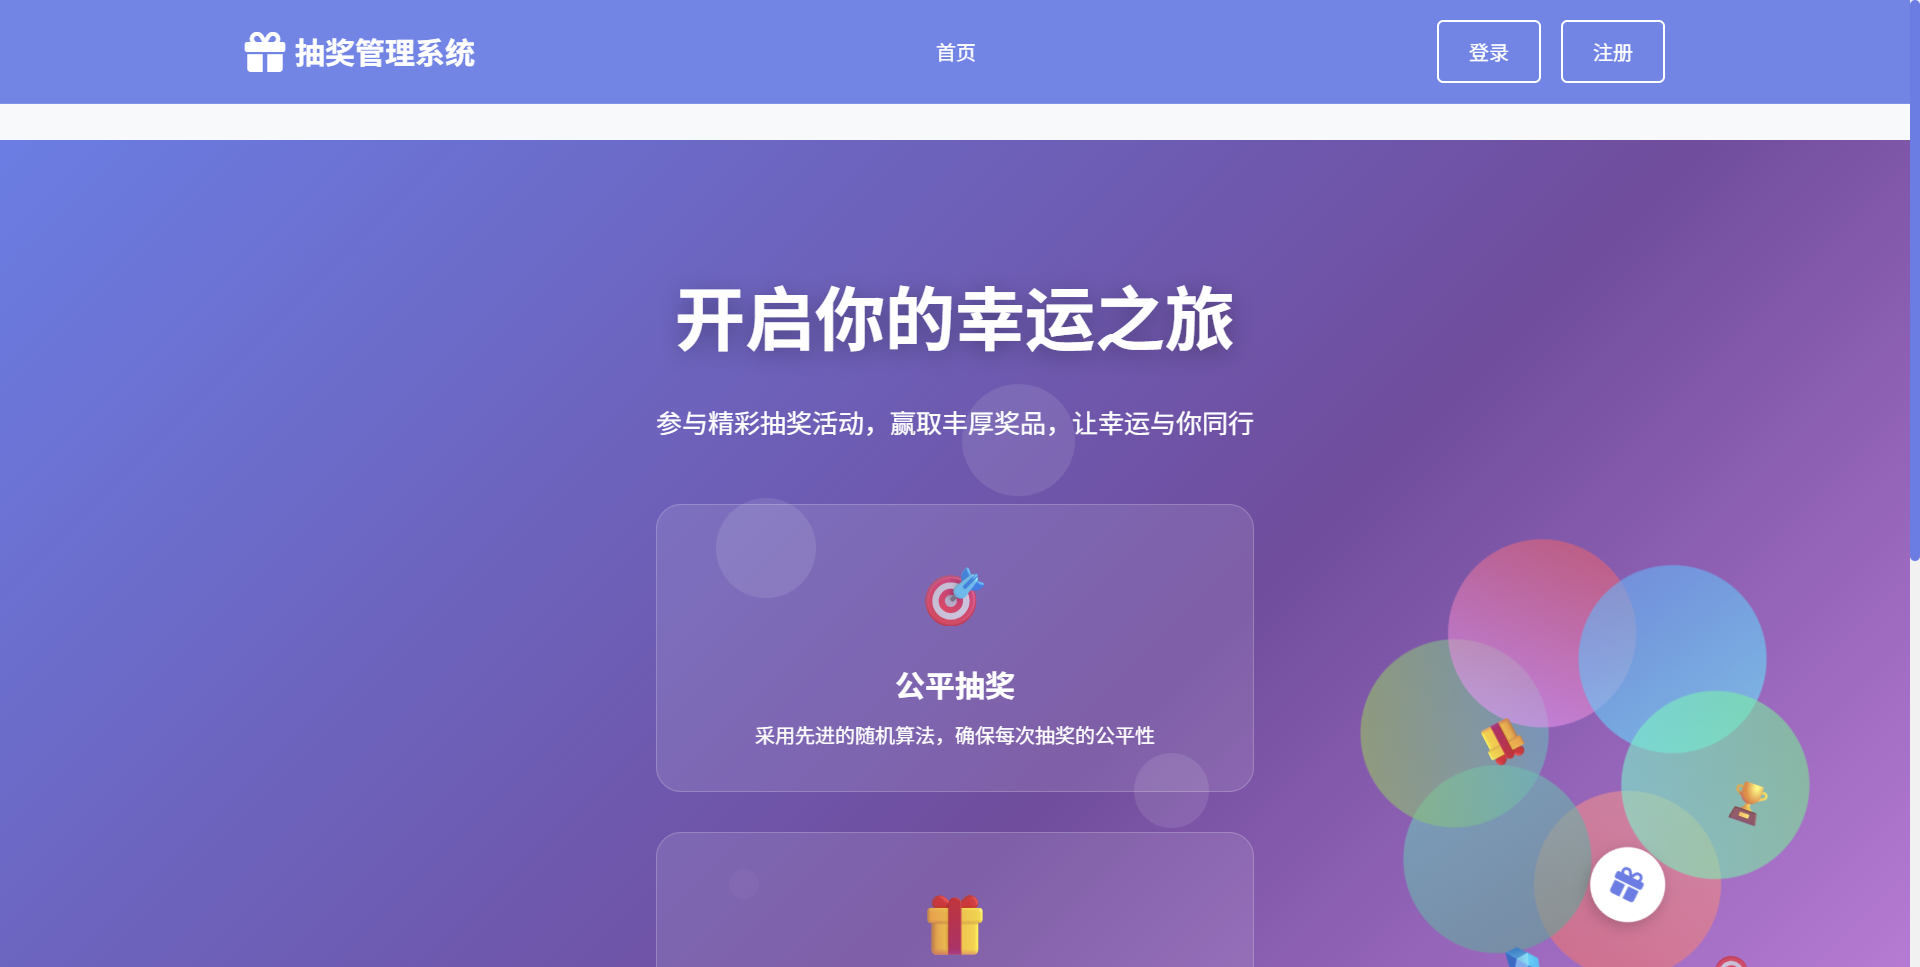 抽奖管理系统
首页
登录
注册
开启你的幸运之旅
参与精彩抽奖活动，赢取丰厚奖品，让幸运与你同行
公平抽奖
采用先进的随机算法，确保每次抽奖的公平性